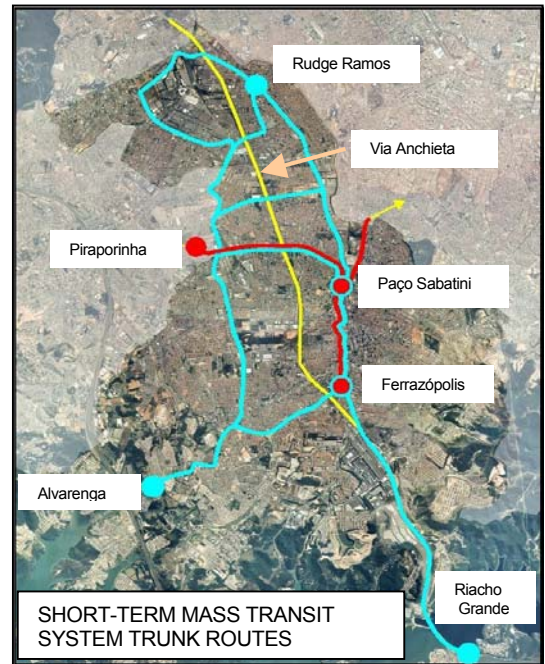 Rudge Ramos
Via Anchieta
Piraporinha
Paço Sabatini
Ferrazópolis
Alvarenga
Riacho
Grande
SHORT-TERM MASS TRANSIT
SYSTEM TRUNK ROUTES